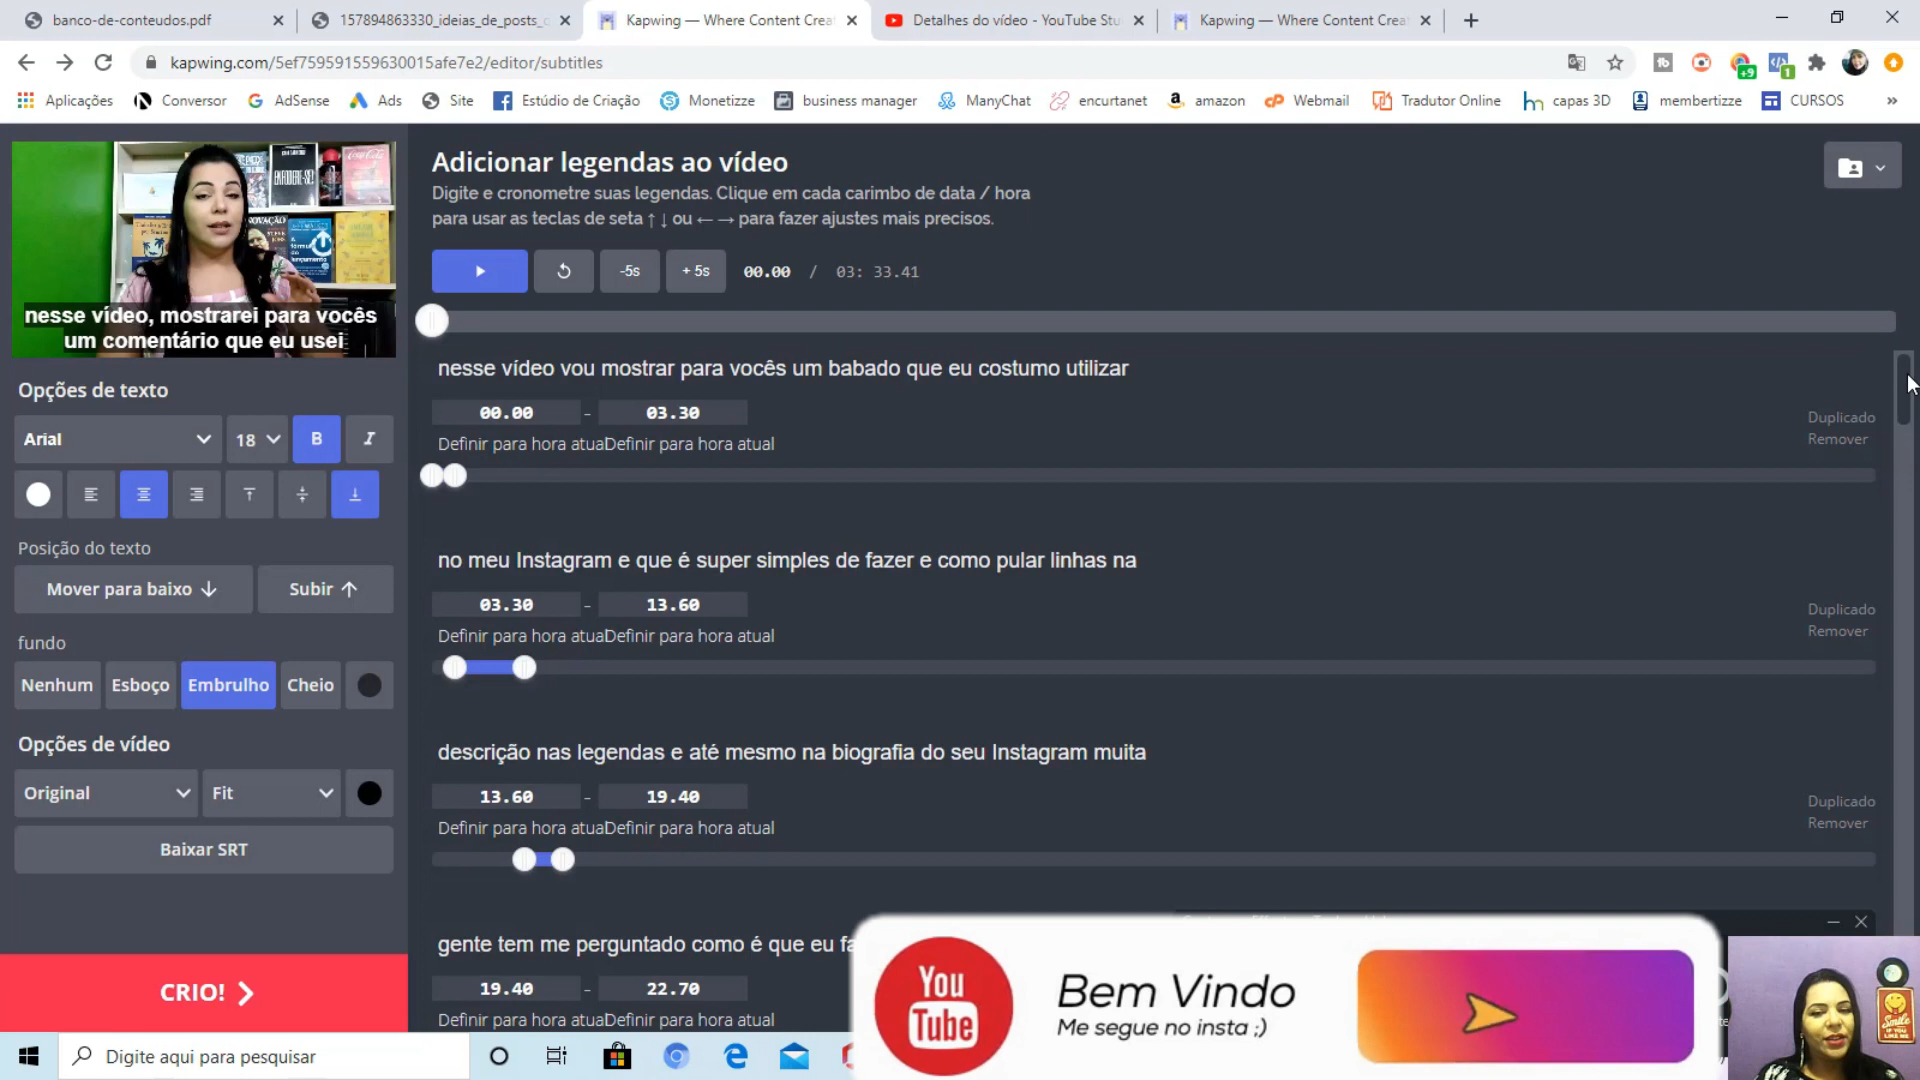 banco-de-conteudos.pdf
157894863330_ideias_de_posts_
Kapwing — Where Content Crea
Detalhes do vídeo - YouTube Stu
Kapwing — Where Content Crea
kapwing.com/5ef759591559630015afe7e2/editor/subtitles
+9
1
Aplicações
Conversor
AdSense
Ads
Site
Estúdio de Criação
Monetizze
business manager
ManyChat
encurtanet
amazon
Webmail
Tradutor Online
capas 3D
membertizze
CURSOS
»
nesse vídeo, mostrarei para vocês
um comentário que eu usei
Opções de texto
Arial
18
B
I
Posição do texto
Mover para baixo ↓
Subir ↑
fundo
Nenhum
Esboço
Embrulho
Cheio
Opções de vídeo
Original
Fit
Baixar SRT
CRIO!
Adicionar legendas ao vídeo
Digite e cronometre suas legendas. Clique em cada carimbo de data / hora
para usar as teclas de seta ↑ ↓ ou ← → para fazer ajustes mais precisos.
-5s
+ 5s
00.00 / 03: 33.41
nesse vídeo vou mostrar para vocês um babado que eu costumo utilizar
00.00 - 03.30
Definir para hora atuaDefinir para hora atual
Duplicado
Remover
no meu Instagram e que é super simples de fazer e como pular linhas na
03.30 - 13.60
Definir para hora atuaDefinir para hora atual
Duplicado
Remover
descrição nas legendas e até mesmo na biografia do seu Instagram muita
13.60 - 19.40
Definir para hora atuaDefinir para hora atual
Duplicado
Remover
gente tem me perguntado como é que eu fa
19.40 - 22.70
Definir para hora atuaDefinir para hora atual
You
Tube
Bem Vindo
Me segue no insta ;)
Digite aqui para pesquisar